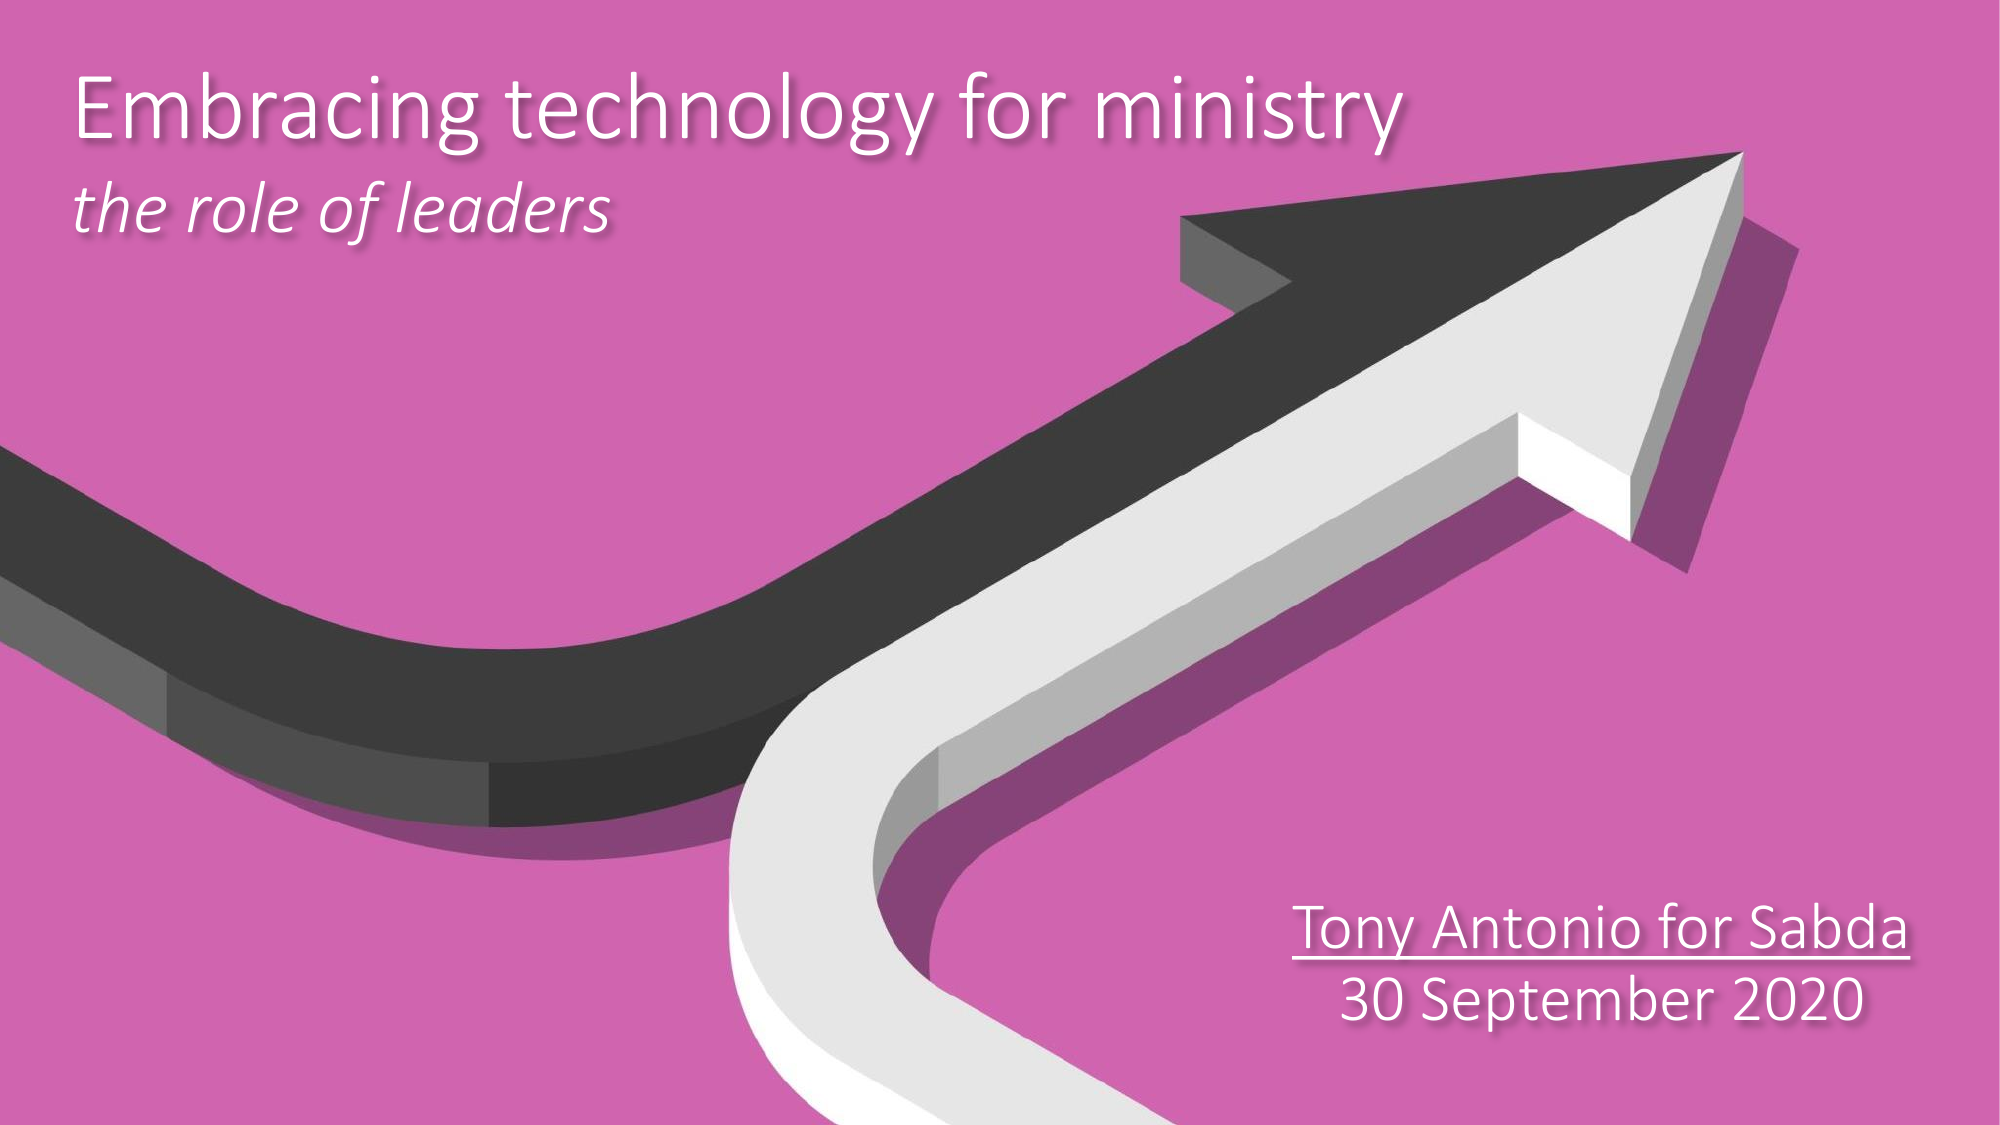 Embracing technology for ministry
the role of leaders
Tony Antonio for Sabda
30 September 2020